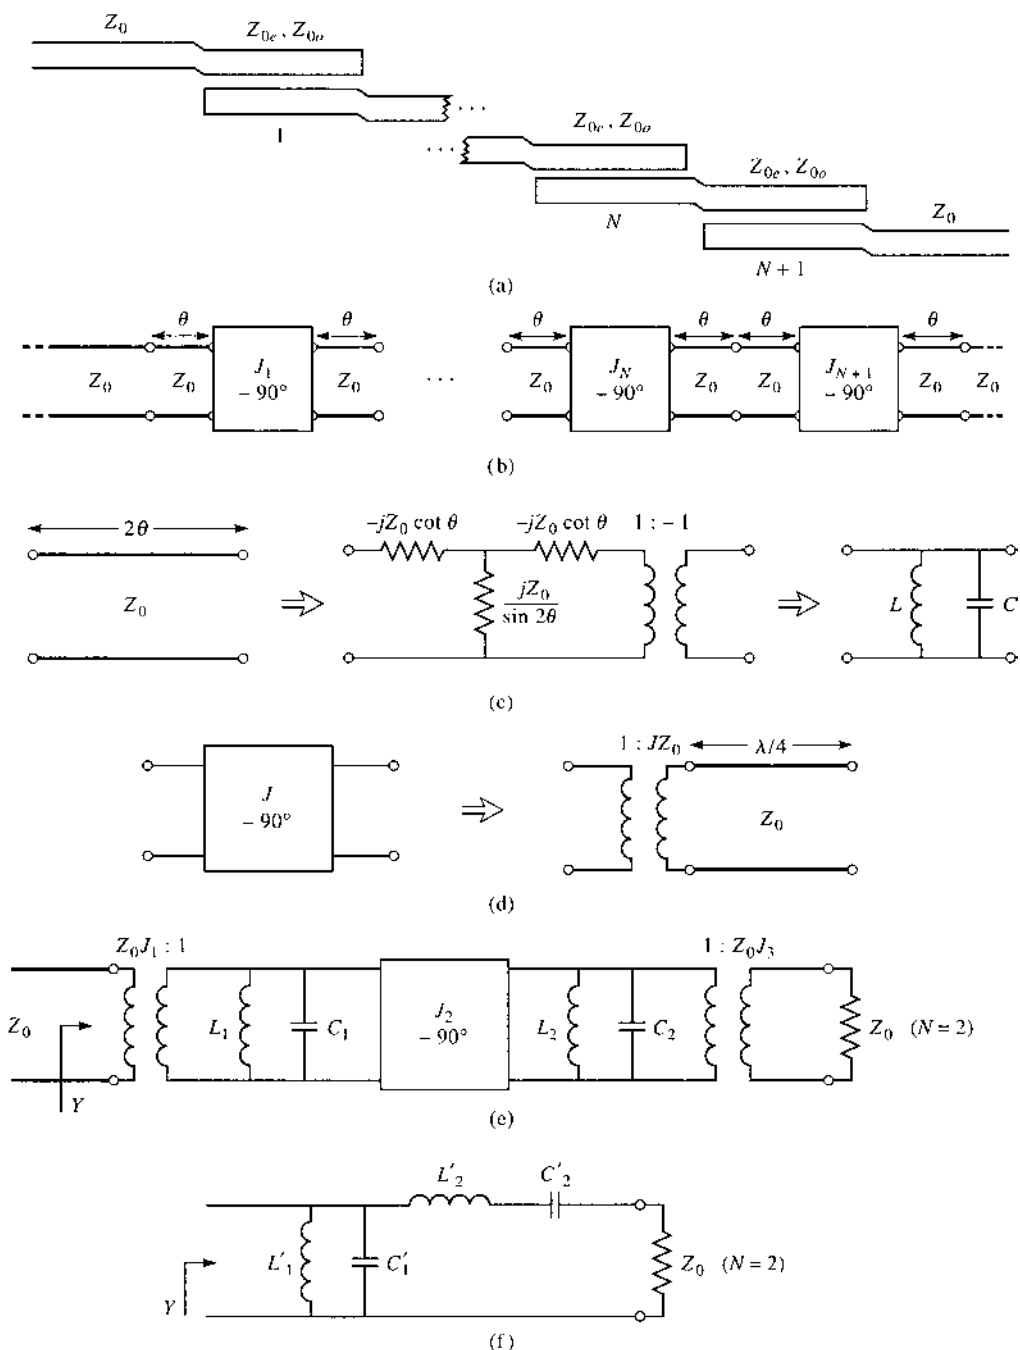 Z₀
Z₀ₑ, Z₀ₒ
1
···
···
Z₀ₑ, Z₀ₒ
N
Z₀ₑ, Z₀ₒ
N + 1
Z₀
(a)
θ θ θ θ θ θ
Z₀ Z₀ J₁ −90° Z₀ ··· Z₀ J_N −90° Z₀ Z₀ J_{N+1} −90° Z₀ Z₀
(b)
2θ
Z₀
−jZ₀ cot θ −jZ₀ cot θ 1 : −1
jZ₀
sin 2θ
L C
(c)
J
−90°
1 : JZ₀ λ/4
Z₀
(d)
Z₀J₁ : 1 1 : Z₀J₃
Z₀ L₁ C₁ J₂ −90° L₂ C₂ Z₀ (N = 2)
Y
(e)
L′₂ C′₂
Y L′₁ C′₁ Z₀ (N = 2)
(f)